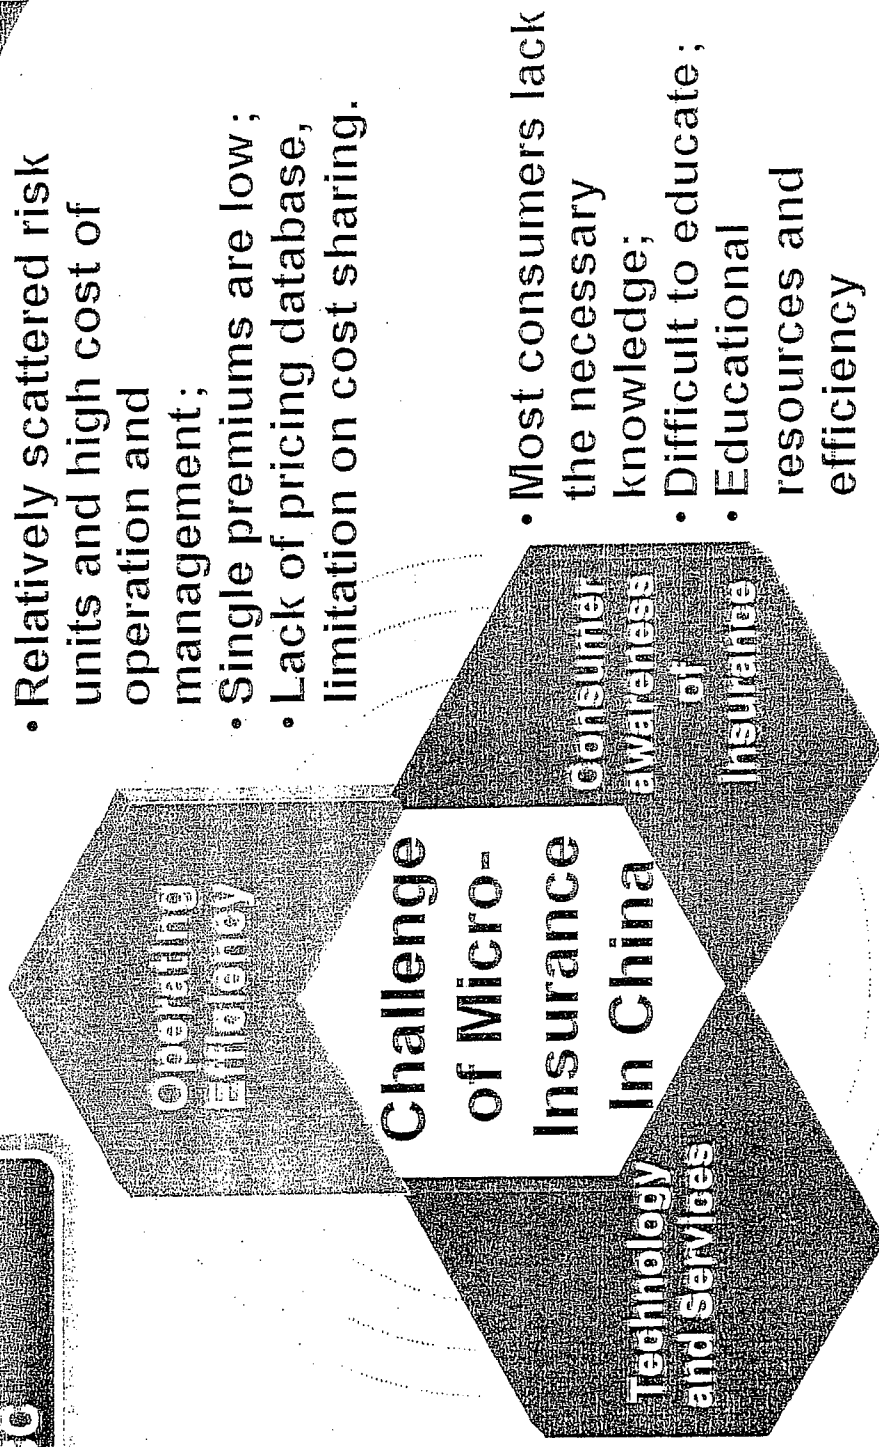 • Relatively scattered risk
units and high cost of
operation and
management;
• Single premiums are low;
• Lack of pricing database,
limitation on cost sharing.
Operating
Efficiency
Challenge
of Micro-
Insurance
In China
Technology
and services
Consumer
awareness
of
Insurance
• Most consumers lack
the necessary
knowledge;
• Difficult to educate;
• Educational
resources and
efficiency